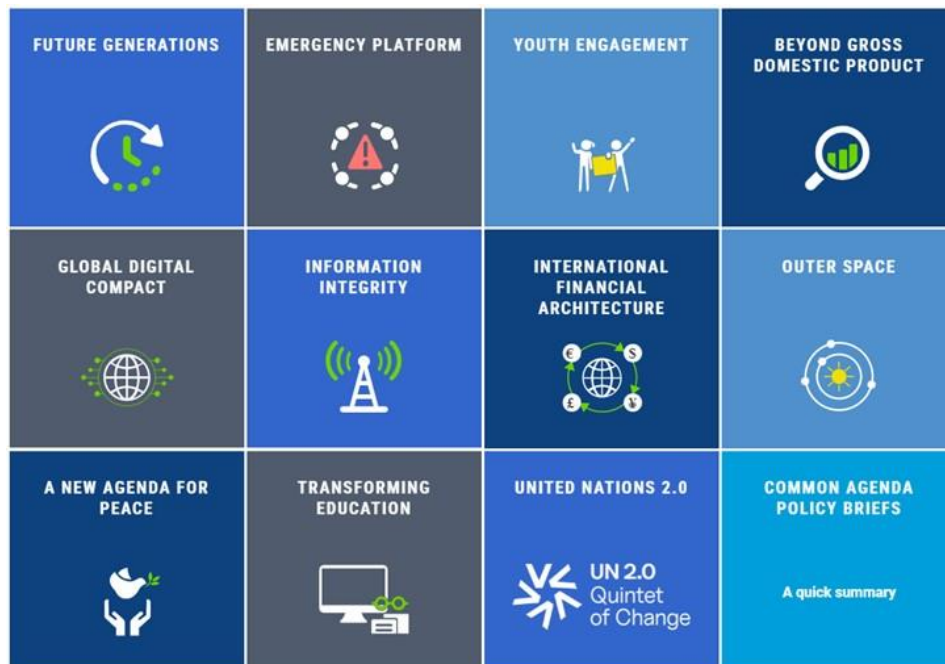 FUTURE GENERATIONS
EMERGENCY PLATFORM
YOUTH ENGAGEMENT
BEYOND GROSS
DOMESTIC PRODUCT
GLOBAL DIGITAL
COMPACT
INFORMATION
INTEGRITY
INTERNATIONAL
FINANCIAL
ARCHITECTURE
€
$
£
¥
OUTER SPACE
A NEW AGENDA FOR
PEACE
TRANSFORMING
EDUCATION
UNITED NATIONS 2.0
UN 2.0
Quintet
of Change
COMMON AGENDA
POLICY BRIEFS
A quick summary